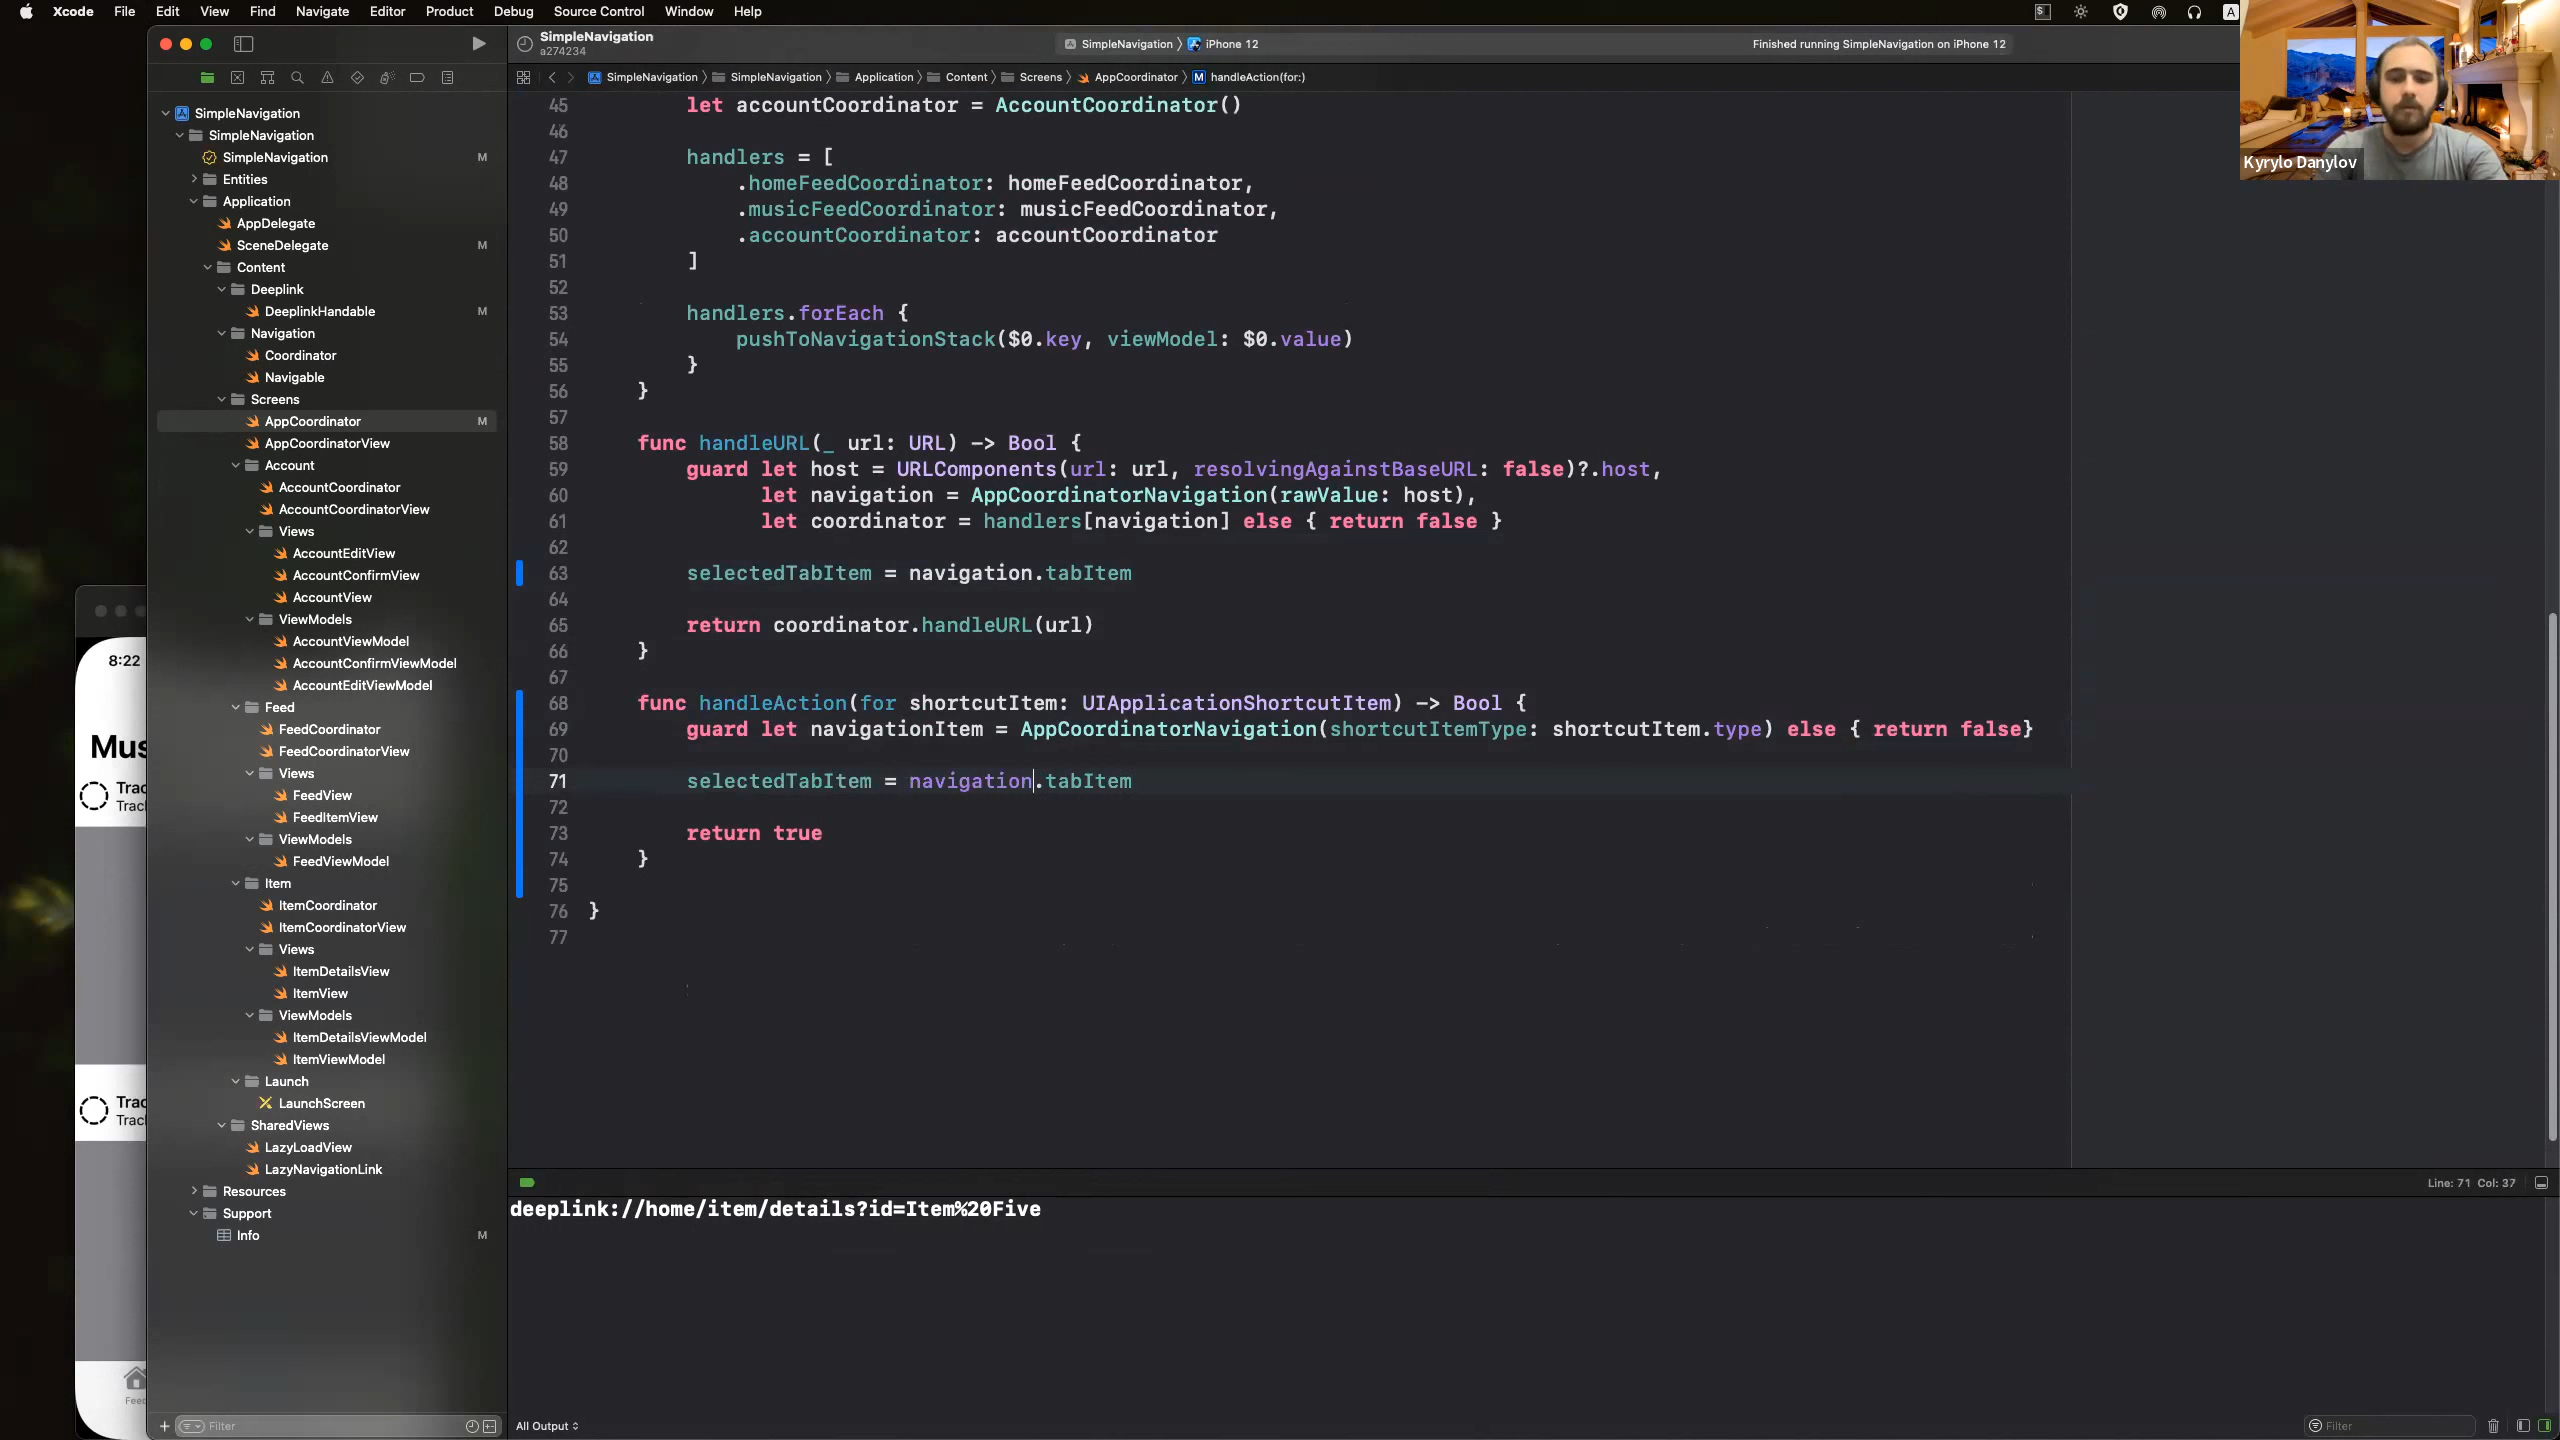 Xcode File Edit View Find Navigate Editor Product Debug Source Control Window Help
SimpleNavigation
a274234
SimpleNavigation 〉 iPhone 12
Finished running SimpleNavigation on iPhone 12
A
Kyrylo Danylov
SimpleNavigation 〉 SimpleNavigation 〉 Application 〉 Content 〉 Screens 〉 AppCoordinator 〉 M handleAction(for:)
SimpleNavigation
SimpleNavigation
SimpleNavigation M
Entities
Application
AppDelegate
SceneDelegate M
Content
Deeplink
DeeplinkHandable M
Navigation
Coordinator
Navigable
Screens
AppCoordinator M
AppCoordinatorView
Account
AccountCoordinator
AccountCoordinatorView
Views
AccountEditView
AccountConfirmView
AccountView
ViewModels
AccountViewModel
AccountConfirmViewModel
AccountEditViewModel
Feed
FeedCoordinator
FeedCoordinatorView
Views
FeedView
FeedItemView
ViewModels
FeedViewModel
Item
ItemCoordinator
ItemCoordinatorView
Views
ItemDetailsView
ItemView
ViewModels
ItemDetailsViewModel
ItemViewModel
Launch
LaunchScreen
SharedViews
LazyLoadView
LazyNavigationLink
Resources
Support
Info M
Filter
8:22
Mus
Trac
Track
Trac
Track
Feed
45 let accountCoordinator = AccountCoordinator()
46
47 handlers = [
48 .homeFeedCoordinator: homeFeedCoordinator,
49 .musicFeedCoordinator: musicFeedCoordinator,
50 .accountCoordinator: accountCoordinator
51 ]
52
53 handlers.forEach {
54 pushToNavigationStack($0.key, viewModel: $0.value)
55 }
56 }
57
58 func handleURL(_ url: URL) -> Bool {
59 guard let host = URLComponents(url: url, resolvingAgainstBaseURL: false)?.host,
60 let navigation = AppCoordinatorNavigation(rawValue: host),
61 let coordinator = handlers[navigation] else { return false }
62
63 selectedTabItem = navigation.tabItem
64
65 return coordinator.handleURL(url)
66 }
67
68 func handleAction(for shortcutItem: UIApplicationShortcutItem) -> Bool {
69 guard let navigationItem = AppCoordinatorNavigation(shortcutItemType: shortcutItem.type) else { return false}
70
71 selectedTabItem = navigation.tabItem
72
73 return true
74 }
75
76 }
77
Line: 71 Col: 37
deeplink://home/item/details?id=Item%20Five
All Output
Filter